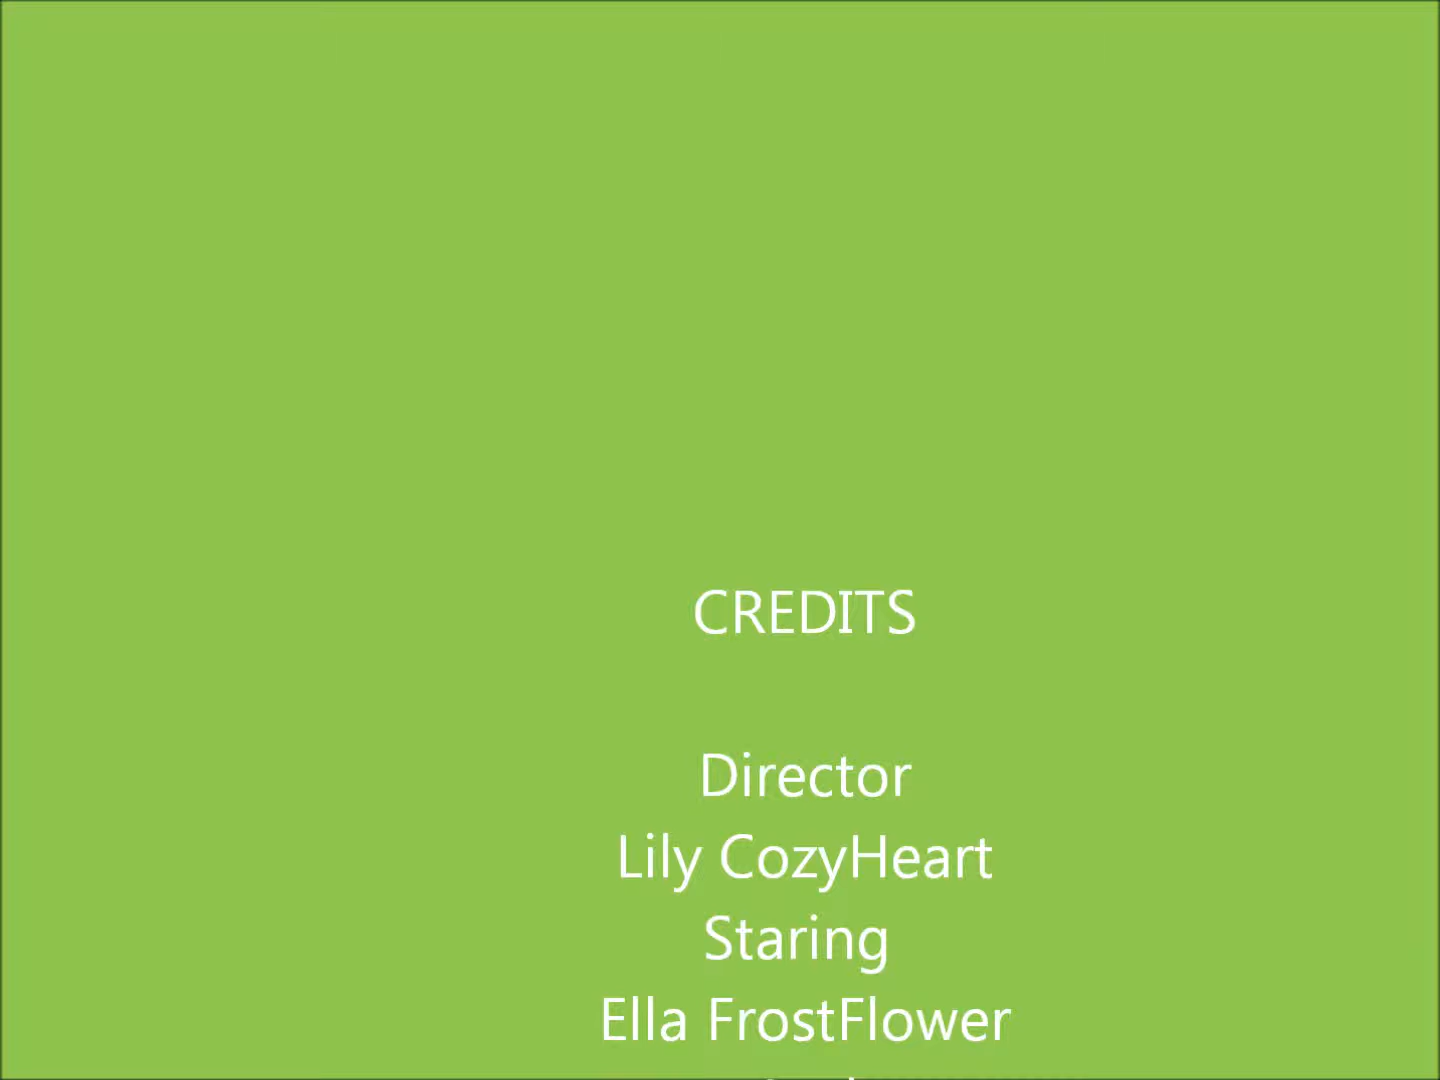 CREDITS
Director
Lily CozyHeart
Staring
Ella FrostFlower